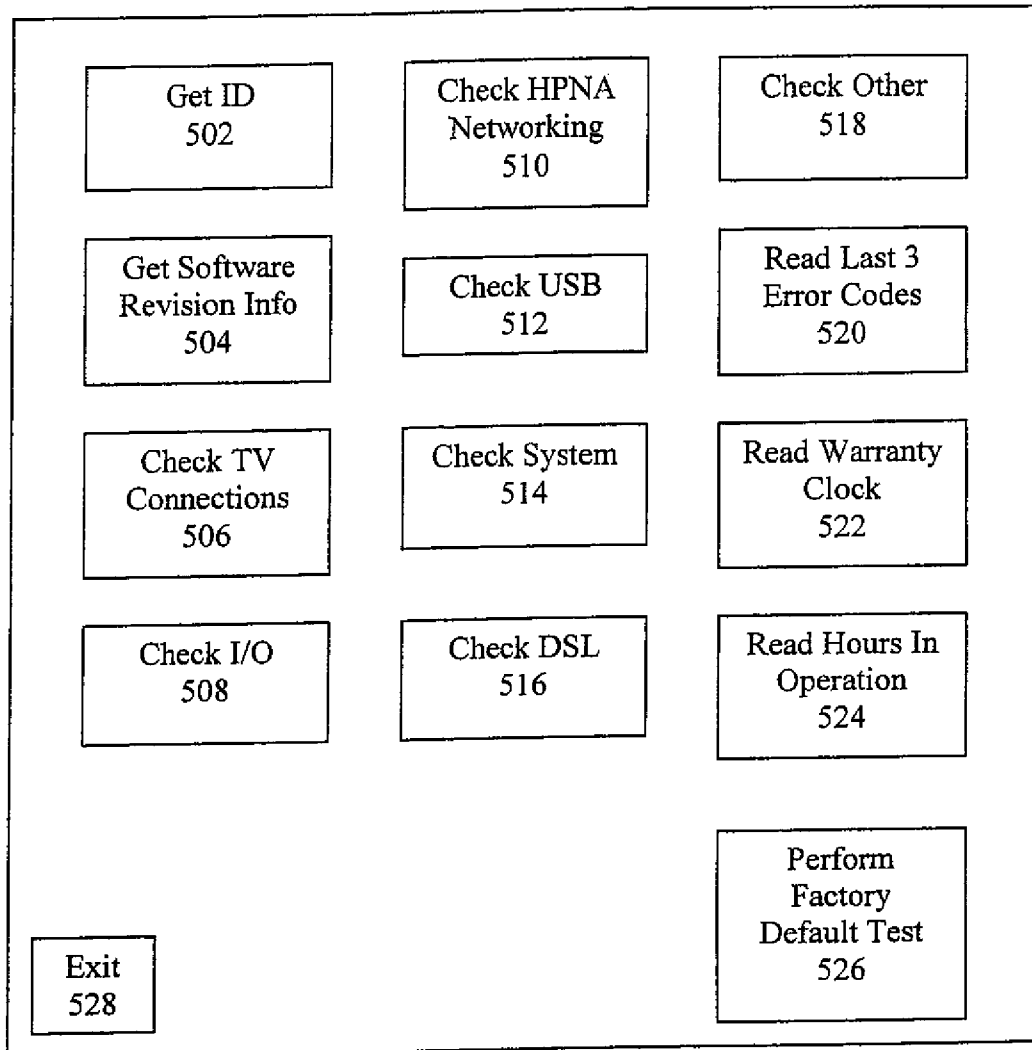 Get ID
502
Get Software
Revision Info
504
Check TV
Connections
506
Check I/O
508
Check HPNA
Networking
510
Check USB
512
Check System
514
Check DSL
516
Check Other
518
Read Last 3
Error Codes
520
Read Warranty
Clock
522
Read Hours In
Operation
524
Perform
Factory
Default Test
526
Exit
528